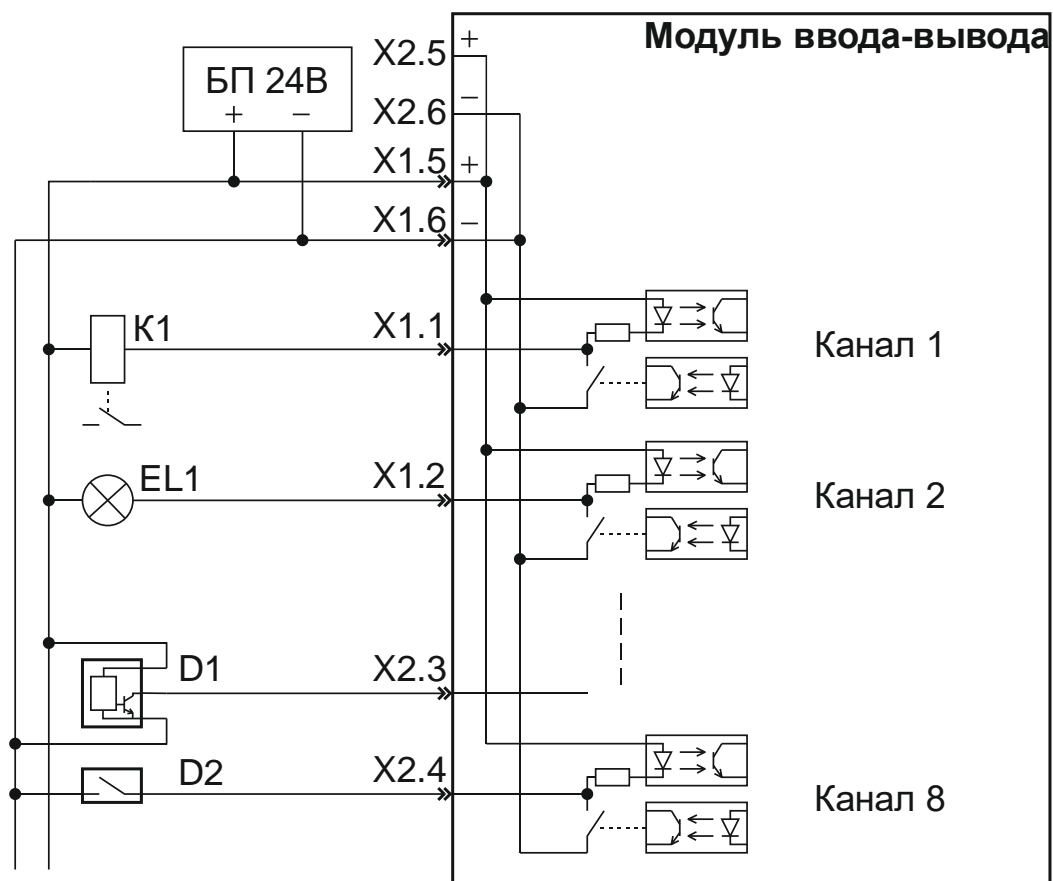 Модуль ввода-вывода
X2.5 +
БП 24В
+ −
X2.6 −
X1.5 +
X1.6 −
К1
X1.1
Канал 1
EL1
X1.2
Канал 2
D1
X2.3
D2
X2.4
Канал 8